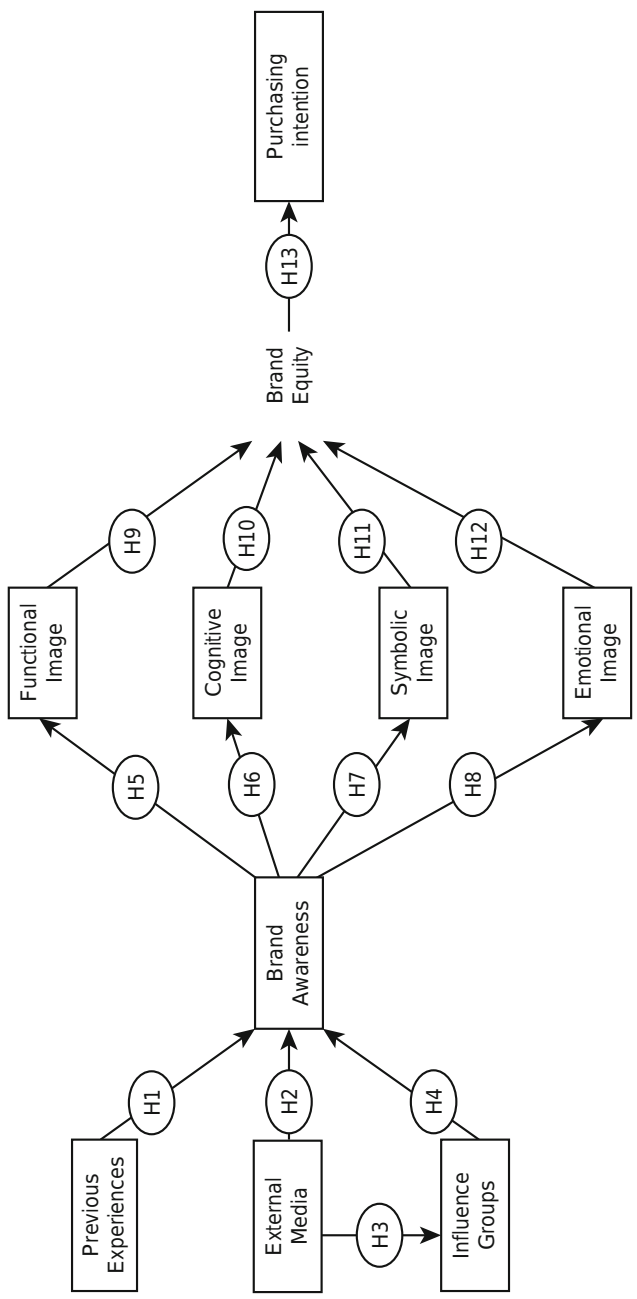 Previous
Experiences
External
Media
Influence
Groups
H1
H2
H3
H4
Brand
Awareness
H5
H6
H7
H8
Functional
Image
Cognitive
Image
Symbolic
Image
Emotional
Image
H9
H10
H11
H12
Brand
Equity
H13
Purchasing
intention